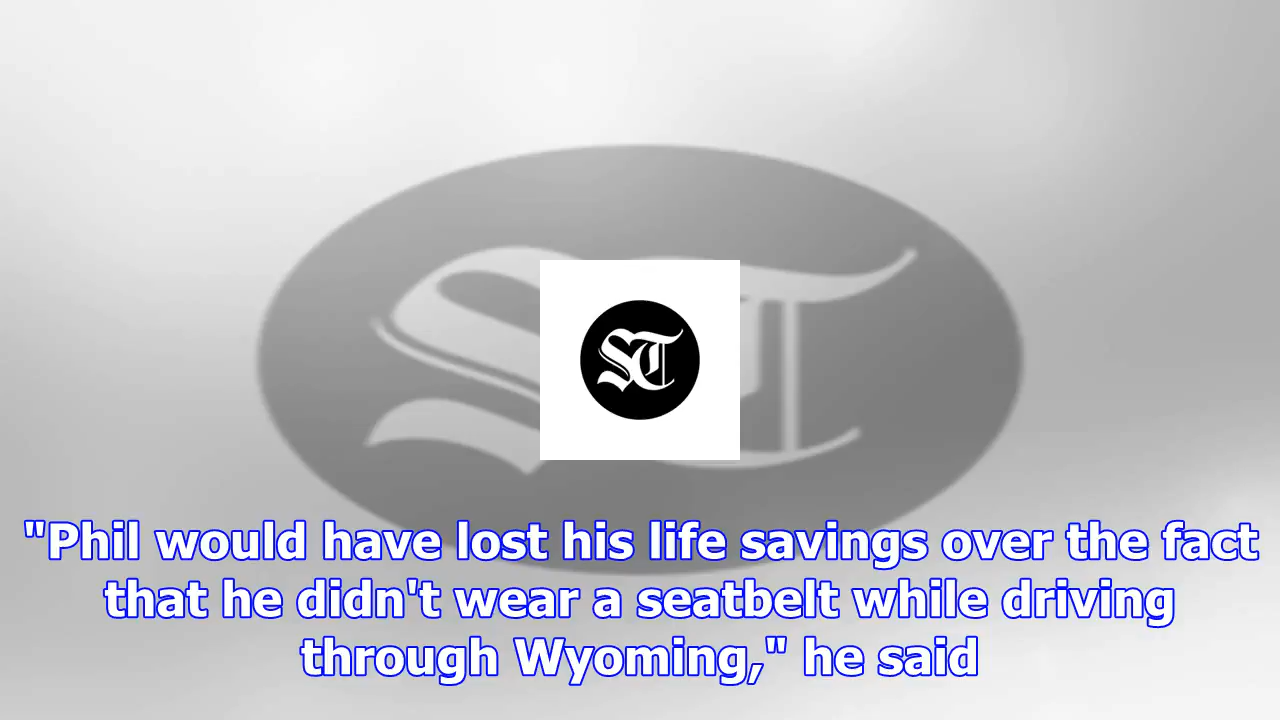 ST
"Phil would have lost his life savings over the fact
that he didn't wear a seatbelt while driving
through Wyoming," he said